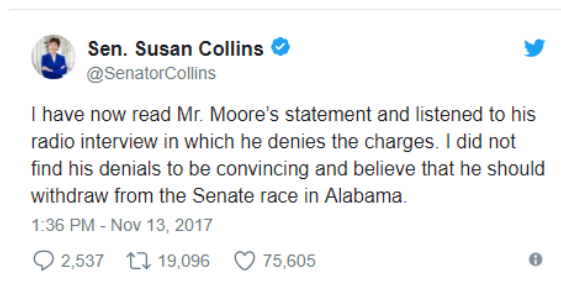 Sen. Susan Collins
@SenatorCollins
I have now read Mr. Moore’s statement and listened to his
radio interview in which he denies the charges. I did not
find his denials to be convincing and believe that he should
withdraw from the Senate race in Alabama.
1:36 PM - Nov 13, 2017
2,537 19,096 75,605